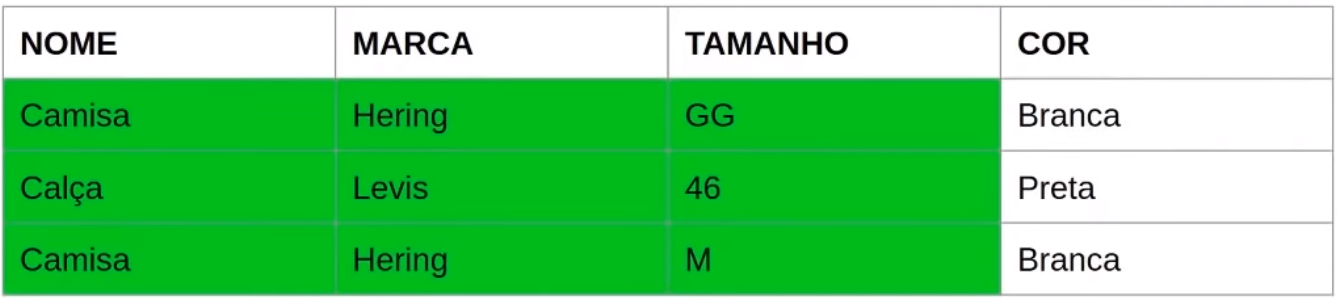 NOME MARCA TAMANHO COR
Camisa Hering GG Branca
Calça Levis 46 Preta
Camisa Hering M Branca